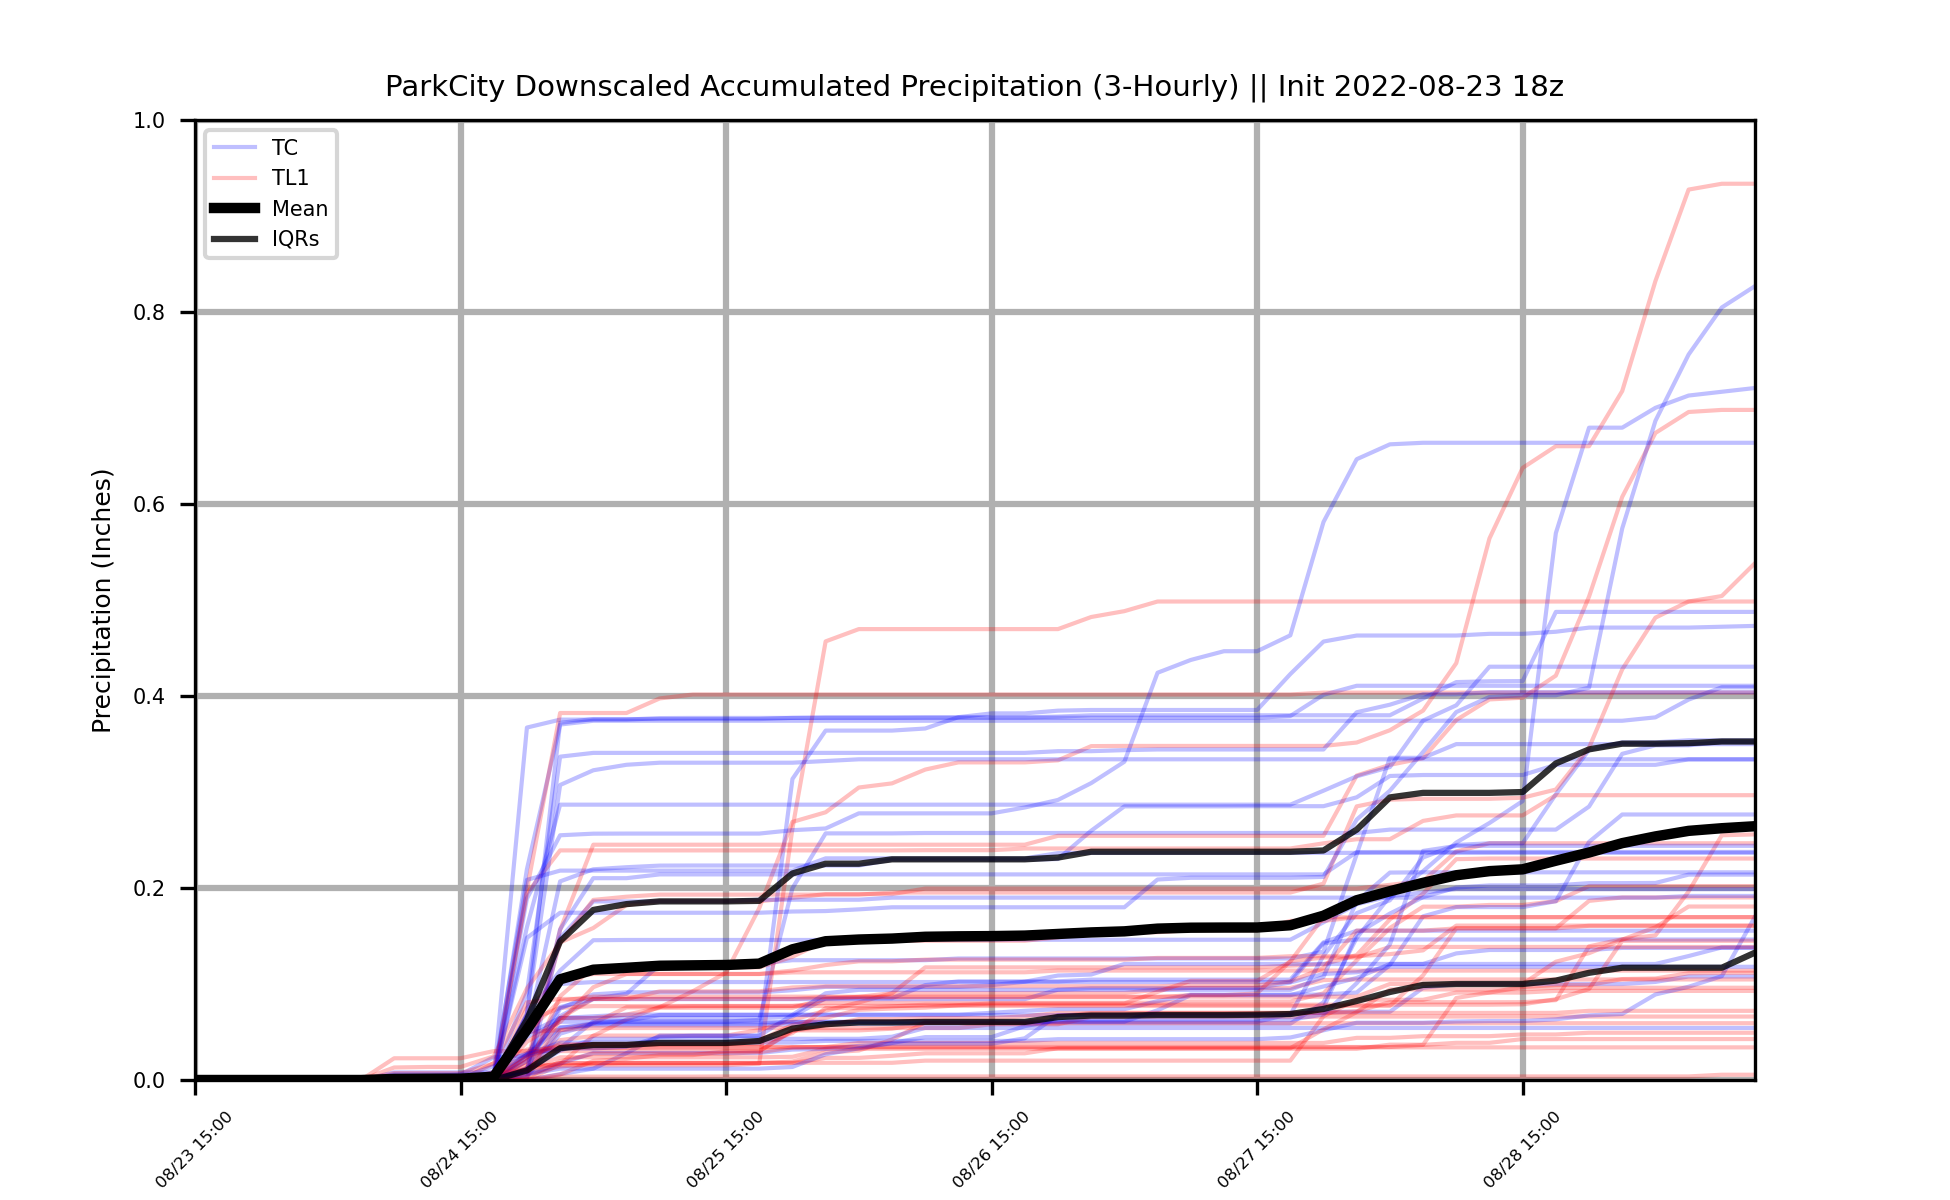 ParkCity Downscaled Accumulated Precipitation (3-Hourly) || Init 2022-08-23 18z
1.0
0.8
0.6
0.4
0.2
0.0
Precipitation (Inches)
TC
TL1
Mean
IQRs
08/23 15:00
08/24 15:00
08/25 15:00
08/26 15:00
08/27 15:00
08/28 15:00